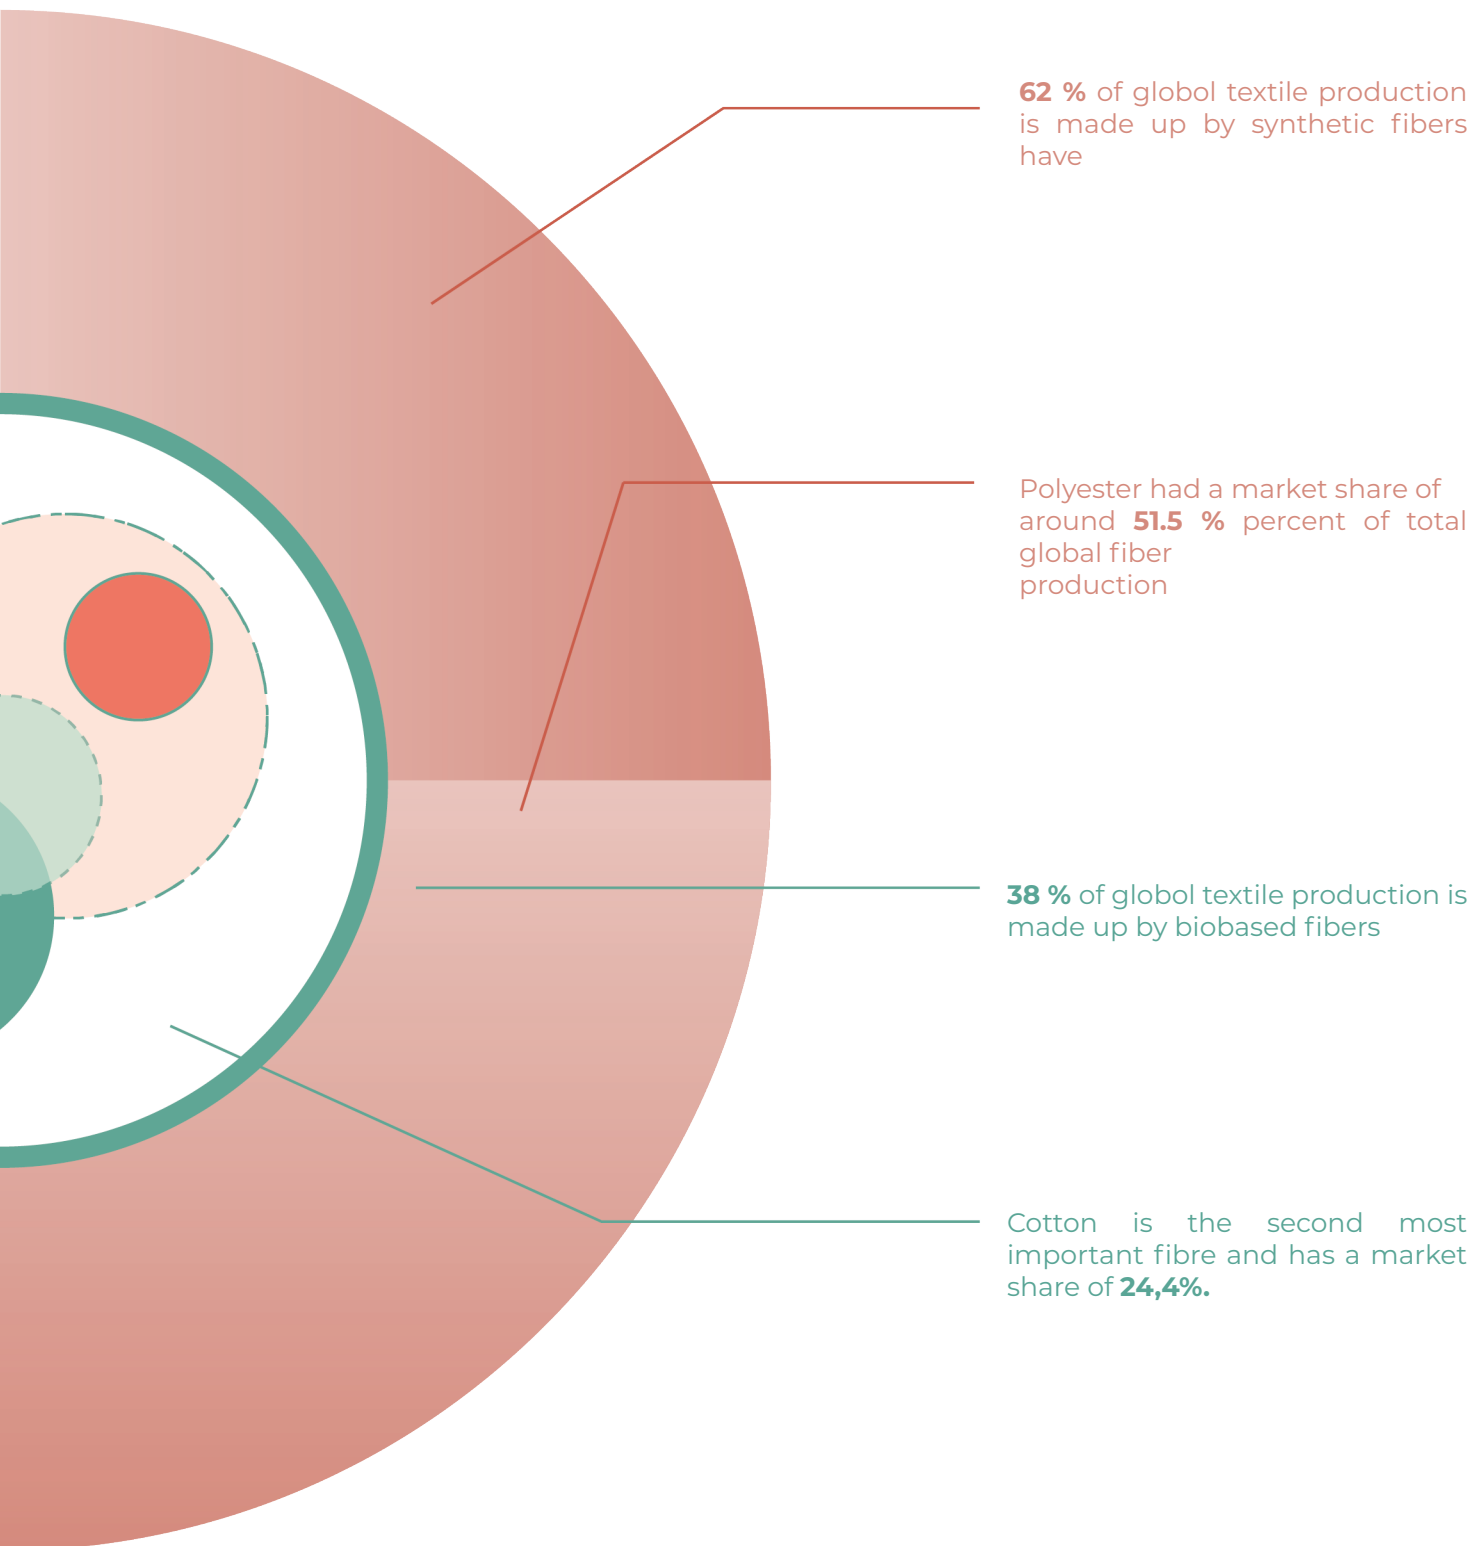 62 % of globol textile production
is made up by synthetic fibers
have
Polyester had a market share of
around 51.5 % percent of total
global fiber
production
38 % of globol textile production is
made up by biobased fibers
Cotton is the second most
important fibre and has a market
share of 24,4%.